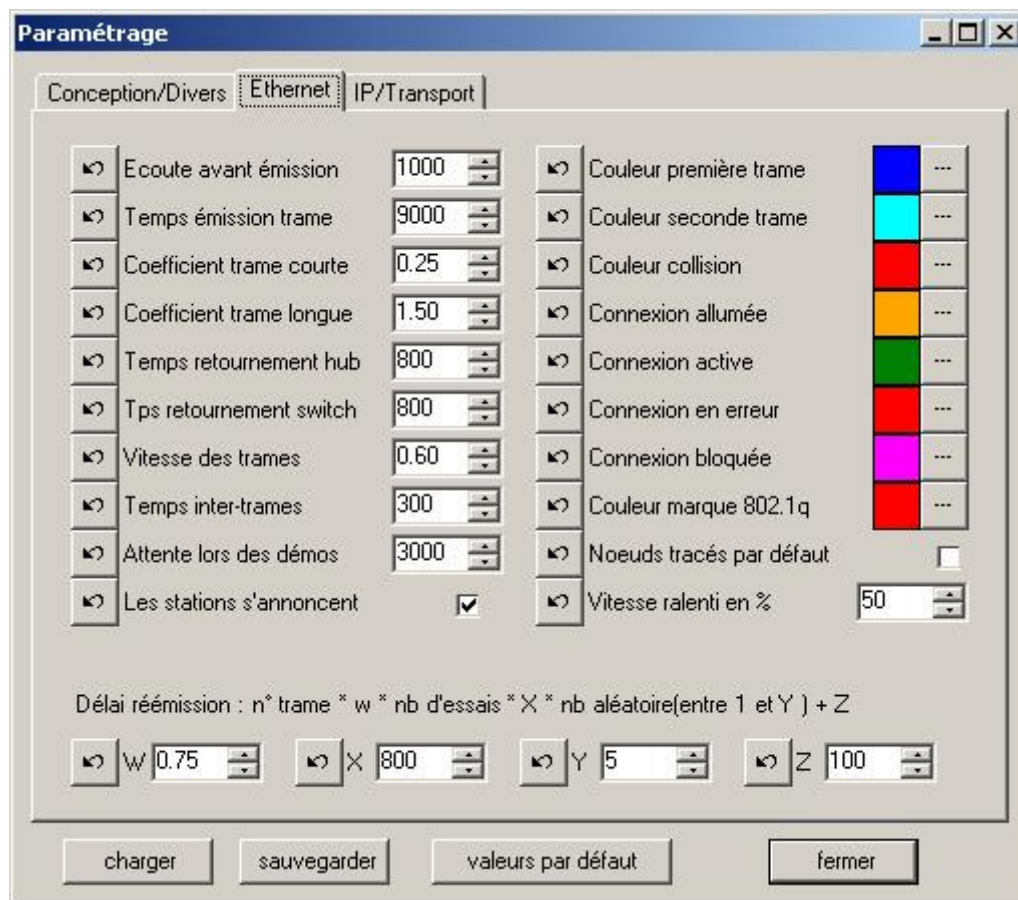 Paramétrage
Conception/Divers Ethernet IP/Transport
Ecoute avant émission 1000 Couleur première trame ---
Temps émission trame 9000 Couleur seconde trame ---
Coefficient trame courte 0.25 Couleur collision ---
Coefficient trame longue 1.50 Connexion allumée ---
Temps retournement hub 800 Connexion active ---
Tps retournement switch 800 Connexion en erreur ---
Vitesse des trames 0.60 Connexion bloquée ---
Temps inter-trames 300 Couleur marque 802.1q ---
Attente lors des démos 3000 Noeuds tracés par défaut
Les stations s'annoncent Vitesse ralenti en % 50
Délai réémission : n° trame * w * nb d'essais * X * nb aléatoire(entre 1 et Y ) + Z
W 0.75 X 800 Y 5 Z 100
charger sauvegarder valeurs par défaut fermer